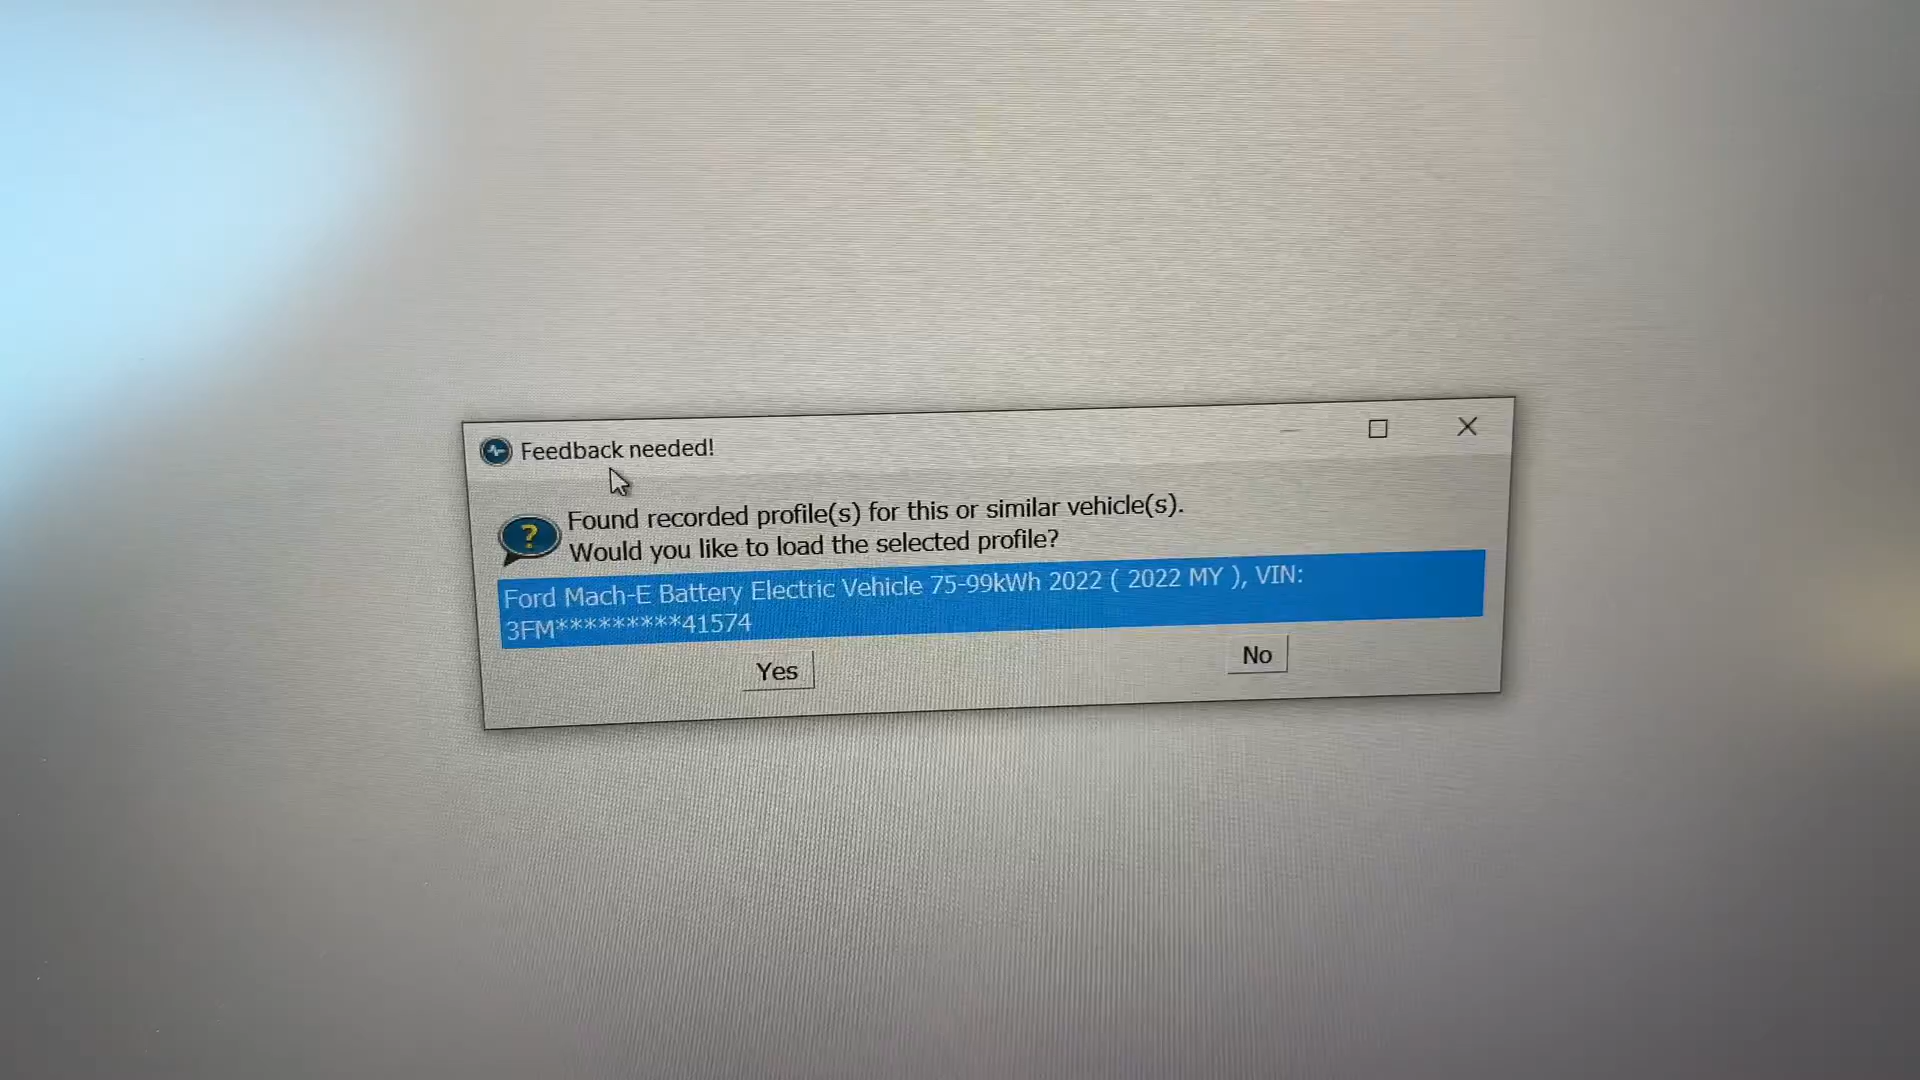 Feedback needed!
?
Found recorded profile(s) for this or similar vehicle(s).
Would you like to load the selected profile?
Ford Mach-E Battery Electric Vehicle 75-99kWh 2022 ( 2022 MY ), VIN:
3FM*********41574
Yes
No